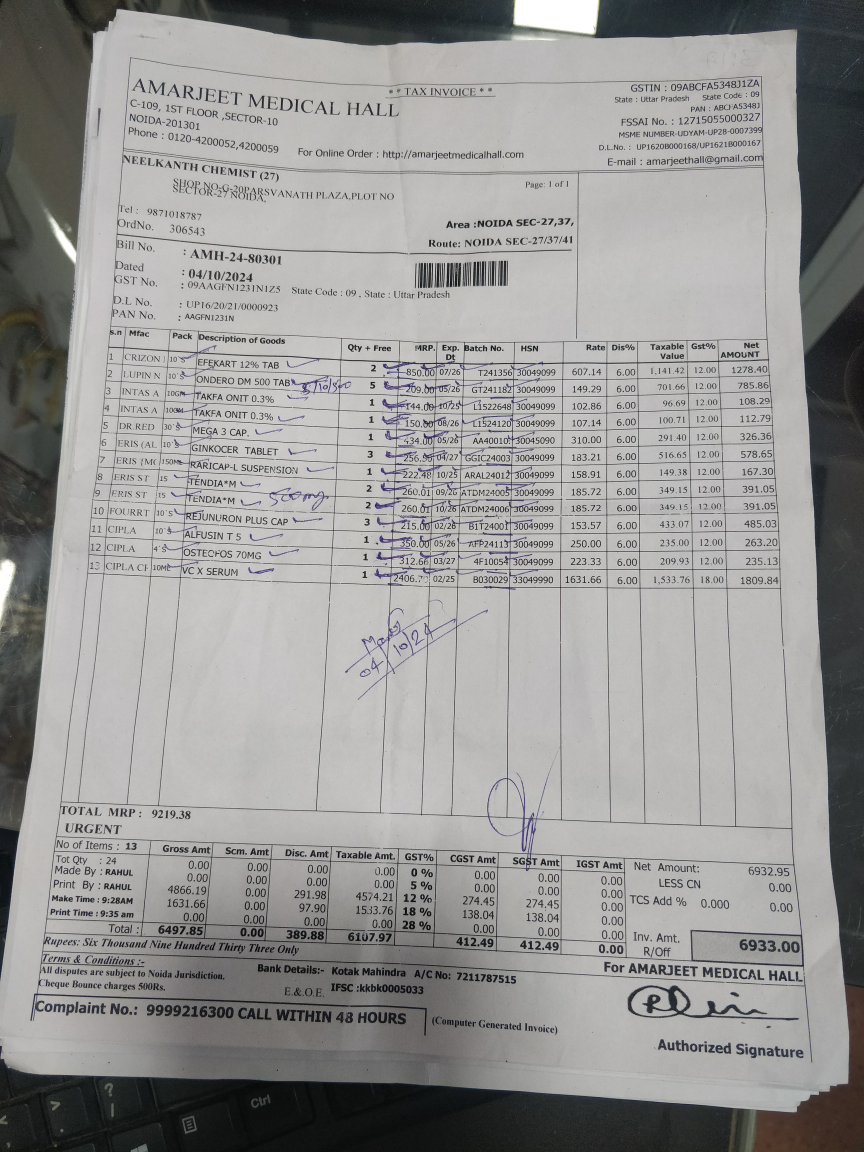 ** TAX INVOICE **
AMARJEET MEDICAL HALL
C-109, 1ST FLOOR ,SECTOR-10
NOIDA-201301
Phone : 0120-4200052,4200059
For Online Order : http://amarjeetmedicalhall.com
GSTIN : 09ABCFA5348J1ZA
State : Uttar Pradesh State Code : 09
PAN : ABCFA5348J
FSSAI No. : 12715055000327
MSME NUMBER-UDYAM-UP28-0007399
D.L.No. : UP1620B000168/UP1621B000167
E-mail : amarjeethall@gmail.com
NEELKANTH CHEMIST (27)
SHOP NO-G-20PARSVANATH PLAZA,PLOT NO
SECTOR-27 NOIDA,
Page: 1 of 1
Tel : 9871018787
OrdNo. 306543
Area :NOIDA SEC-27,37,
Route: NOIDA SEC-27/37/41
Bill No. : AMH-24-80301
Dated : 04/10/2024
GST No. : 09AAGFN1231N1Z5 State Code : 09 , State : Uttar Pradesh
D.L No. : UP16/20/21/0000923
PAN No. : AAGFN1231N
s.n Mfac Pack Description of Goods Qty + Free MRP. Exp. Dt Batch No. HSN Rate Dis% Taxable Value Gst% Net AMOUNT
1 CRIZON 10'S EFEKART 12% TAB 2 850.00 07/26 T241356 30049099 607.14 6.00 1,141.42 12.00 1278.40
2 LUPIN N 10'S ONDERO DM 500 TAB 5/10/500 5 209.00 05/26 GT241182 30049099 149.29 6.00 701.66 12.00 785.86
3 INTAS A 10GM TAKFA ONIT 0.3% 1 144.00 10/25 L1522648 30049099 102.86 6.00 96.69 12.00 108.29
4 INTAS A 10GM TAKFA ONIT 0.3% 1 150.00 08/26 L1524120 30049099 107.14 6.00 100.71 12.00 112.79
5 DR.RED 30'S MEGA 3 CAP. 1 434.00 05/26 AA40010 30045090 310.00 6.00 291.40 12.00 326.36
6 ERIS (AL 10'S GINKOCER TABLET 3 256.50 04/27 GGIC24003 30049099 183.21 6.00 516.65 12.00 578.65
7 ERIS (MC 150ML RARICAP-L SUSPENSION 1 222.48 10/25 ARAL24012 30049099 158.91 6.00 149.38 12.00 167.30
8 ERIS ST 15 TENDIA*M 2 260.01 09/26 ATDM24005 30049099 185.72 6.00 349.15 12.00 391.05
9 ERIS ST 15 TENDIA*M 500mg 2 260.01 10/26 ATDM24006 30049099 185.72 6.00 349.15 12.00 391.05
10 FOURRT 10'S REJUNURON PLUS CAP 3 215.00 02/26 B1T24001 30049099 153.57 6.00 433.07 12.00 485.03
11 CIPLA 10'S ALFUSIN T 5 1 350.00 05/26 AFP24113 30049099 250.00 6.00 235.00 12.00 263.20
12 CIPLA 4'S OSTEOFOS 70MG 1 312.66 03/27 4F10054 30049099 223.33 6.00 209.93 12.00 235.13
13 CIPLA CF 10ML VC X SERUM 1 2406.70 02/25 B030029 33049990 1631.66 6.00 1,533.76 18.00 1809.84
04/10/24
TOTAL MRP : 9219.38
URGENT
No of Items : 13
Tot Qty : 24
Made By : RAHUL
Print By : RAHUL
Make Time : 9:28AM
Print Time : 9:35 am
Gross Amt Scm. Amt Disc. Amt Taxable Amt. GST% CGST Amt SGST Amt IGST Amt
0.00 0.00 0.00 0.00 0 % 0.00 0.00 0.00
0.00 0.00 0.00 0.00 5 % 0.00 0.00 0.00
4866.19 0.00 291.98 4574.21 12 % 274.45 274.45 0.00
1631.66 0.00 97.90 1533.76 18 % 138.04 138.04 0.00
0.00 0.00 0.00 0.00 28 % 0.00 0.00 0.00
Total : 6497.85 0.00 389.88 6107.97 412.49 412.49 0.00
Net Amount: 6932.95
LESS CN 0.00
TCS Add % 0.000 0.00
Inv. Amt. R/Off 6933.00
Rupees: Six Thousand Nine Hundred Thirty Three Only
Terms & Conditions :-
All disputes are subject to Noida Jurisdiction.
Cheque Bounce charges 500Rs.
Bank Details:- Kotak Mahindra A/C No: 7211787515
E.&O.E IFSC :kkbk0005033
For AMARJEET MEDICAL HALL
Complaint No.: 9999216300 CALL WITHIN 48 HOURS
(Computer Generated Invoice)
Authorized Signature
Ctrl